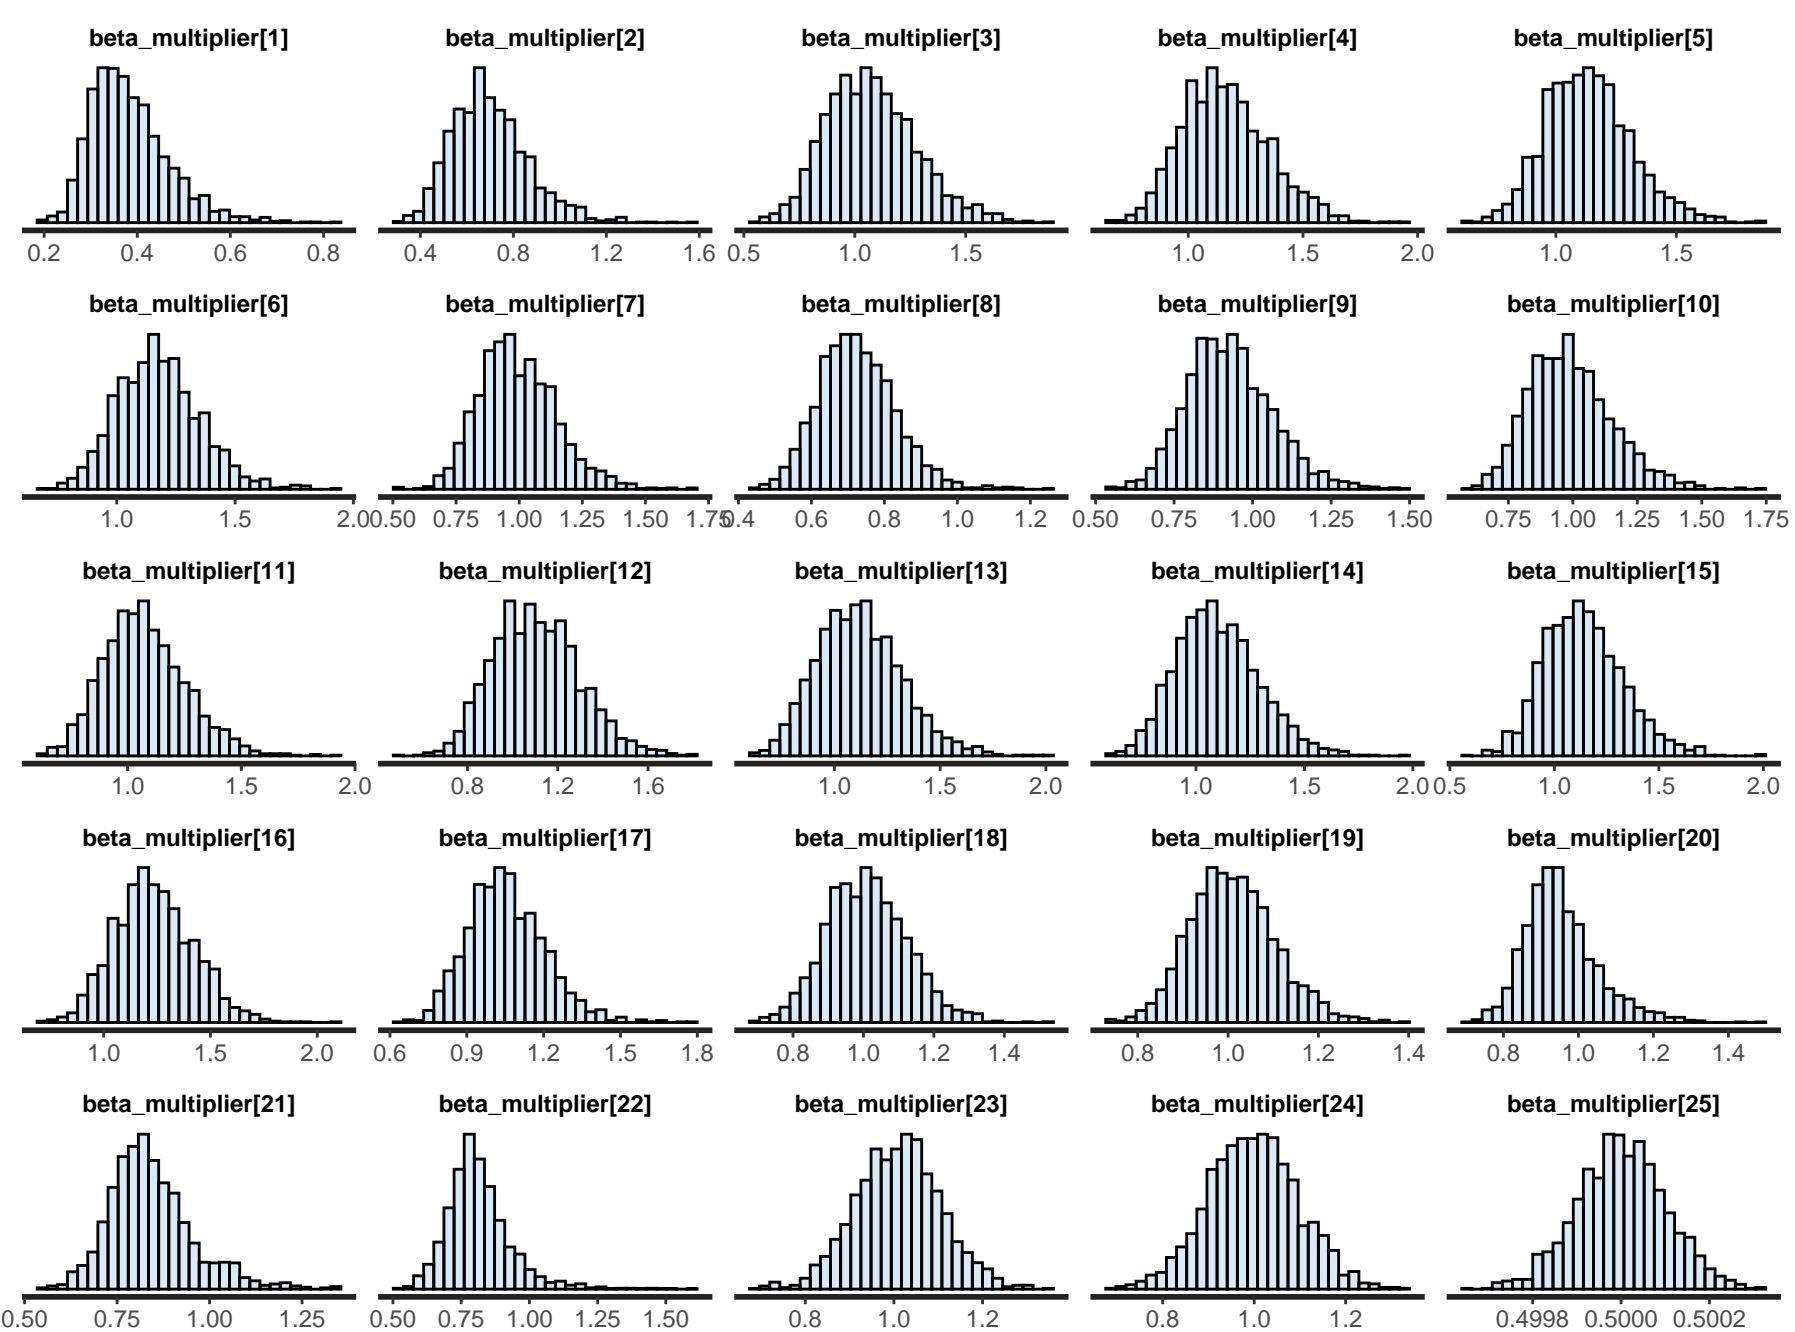 beta_multiplier[1] beta_multiplier[2] beta_multiplier[3] beta_multiplier[4] beta_multiplier[5]
0.2 0.4 0.6 0.8 0.4 0.8 1.2 1.6 0.5 1.0 1.5 1.0 1.5 2.0 1.0 1.5
beta_multiplier[6] beta_multiplier[7] beta_multiplier[8] beta_multiplier[9] beta_multiplier[10]
1.0 1.5 2.0 0.50 0.75 1.00 1.25 1.50 1.75 0.4 0.6 0.8 1.0 1.2 0.50 0.75 1.00 1.25 1.50 0.75 1.00 1.25 1.50 1.75
beta_multiplier[11] beta_multiplier[12] beta_multiplier[13] beta_multiplier[14] beta_multiplier[15]
1.0 1.5 2.0 0.8 1.2 1.6 1.0 1.5 2.0 1.0 1.5 2.0 0.5 1.0 1.5 2.0
beta_multiplier[16] beta_multiplier[17] beta_multiplier[18] beta_multiplier[19] beta_multiplier[20]
1.0 1.5 2.0 0.6 0.9 1.2 1.5 1.8 0.8 1.0 1.2 1.4 0.8 1.0 1.2 1.4 0.8 1.0 1.2 1.4
beta_multiplier[21] beta_multiplier[22] beta_multiplier[23] beta_multiplier[24] beta_multiplier[25]
0.50 0.75 1.00 1.25 0.50 0.75 1.00 1.25 1.50 0.8 1.0 1.2 0.8 1.0 1.2 0.4998 0.5000 0.5002